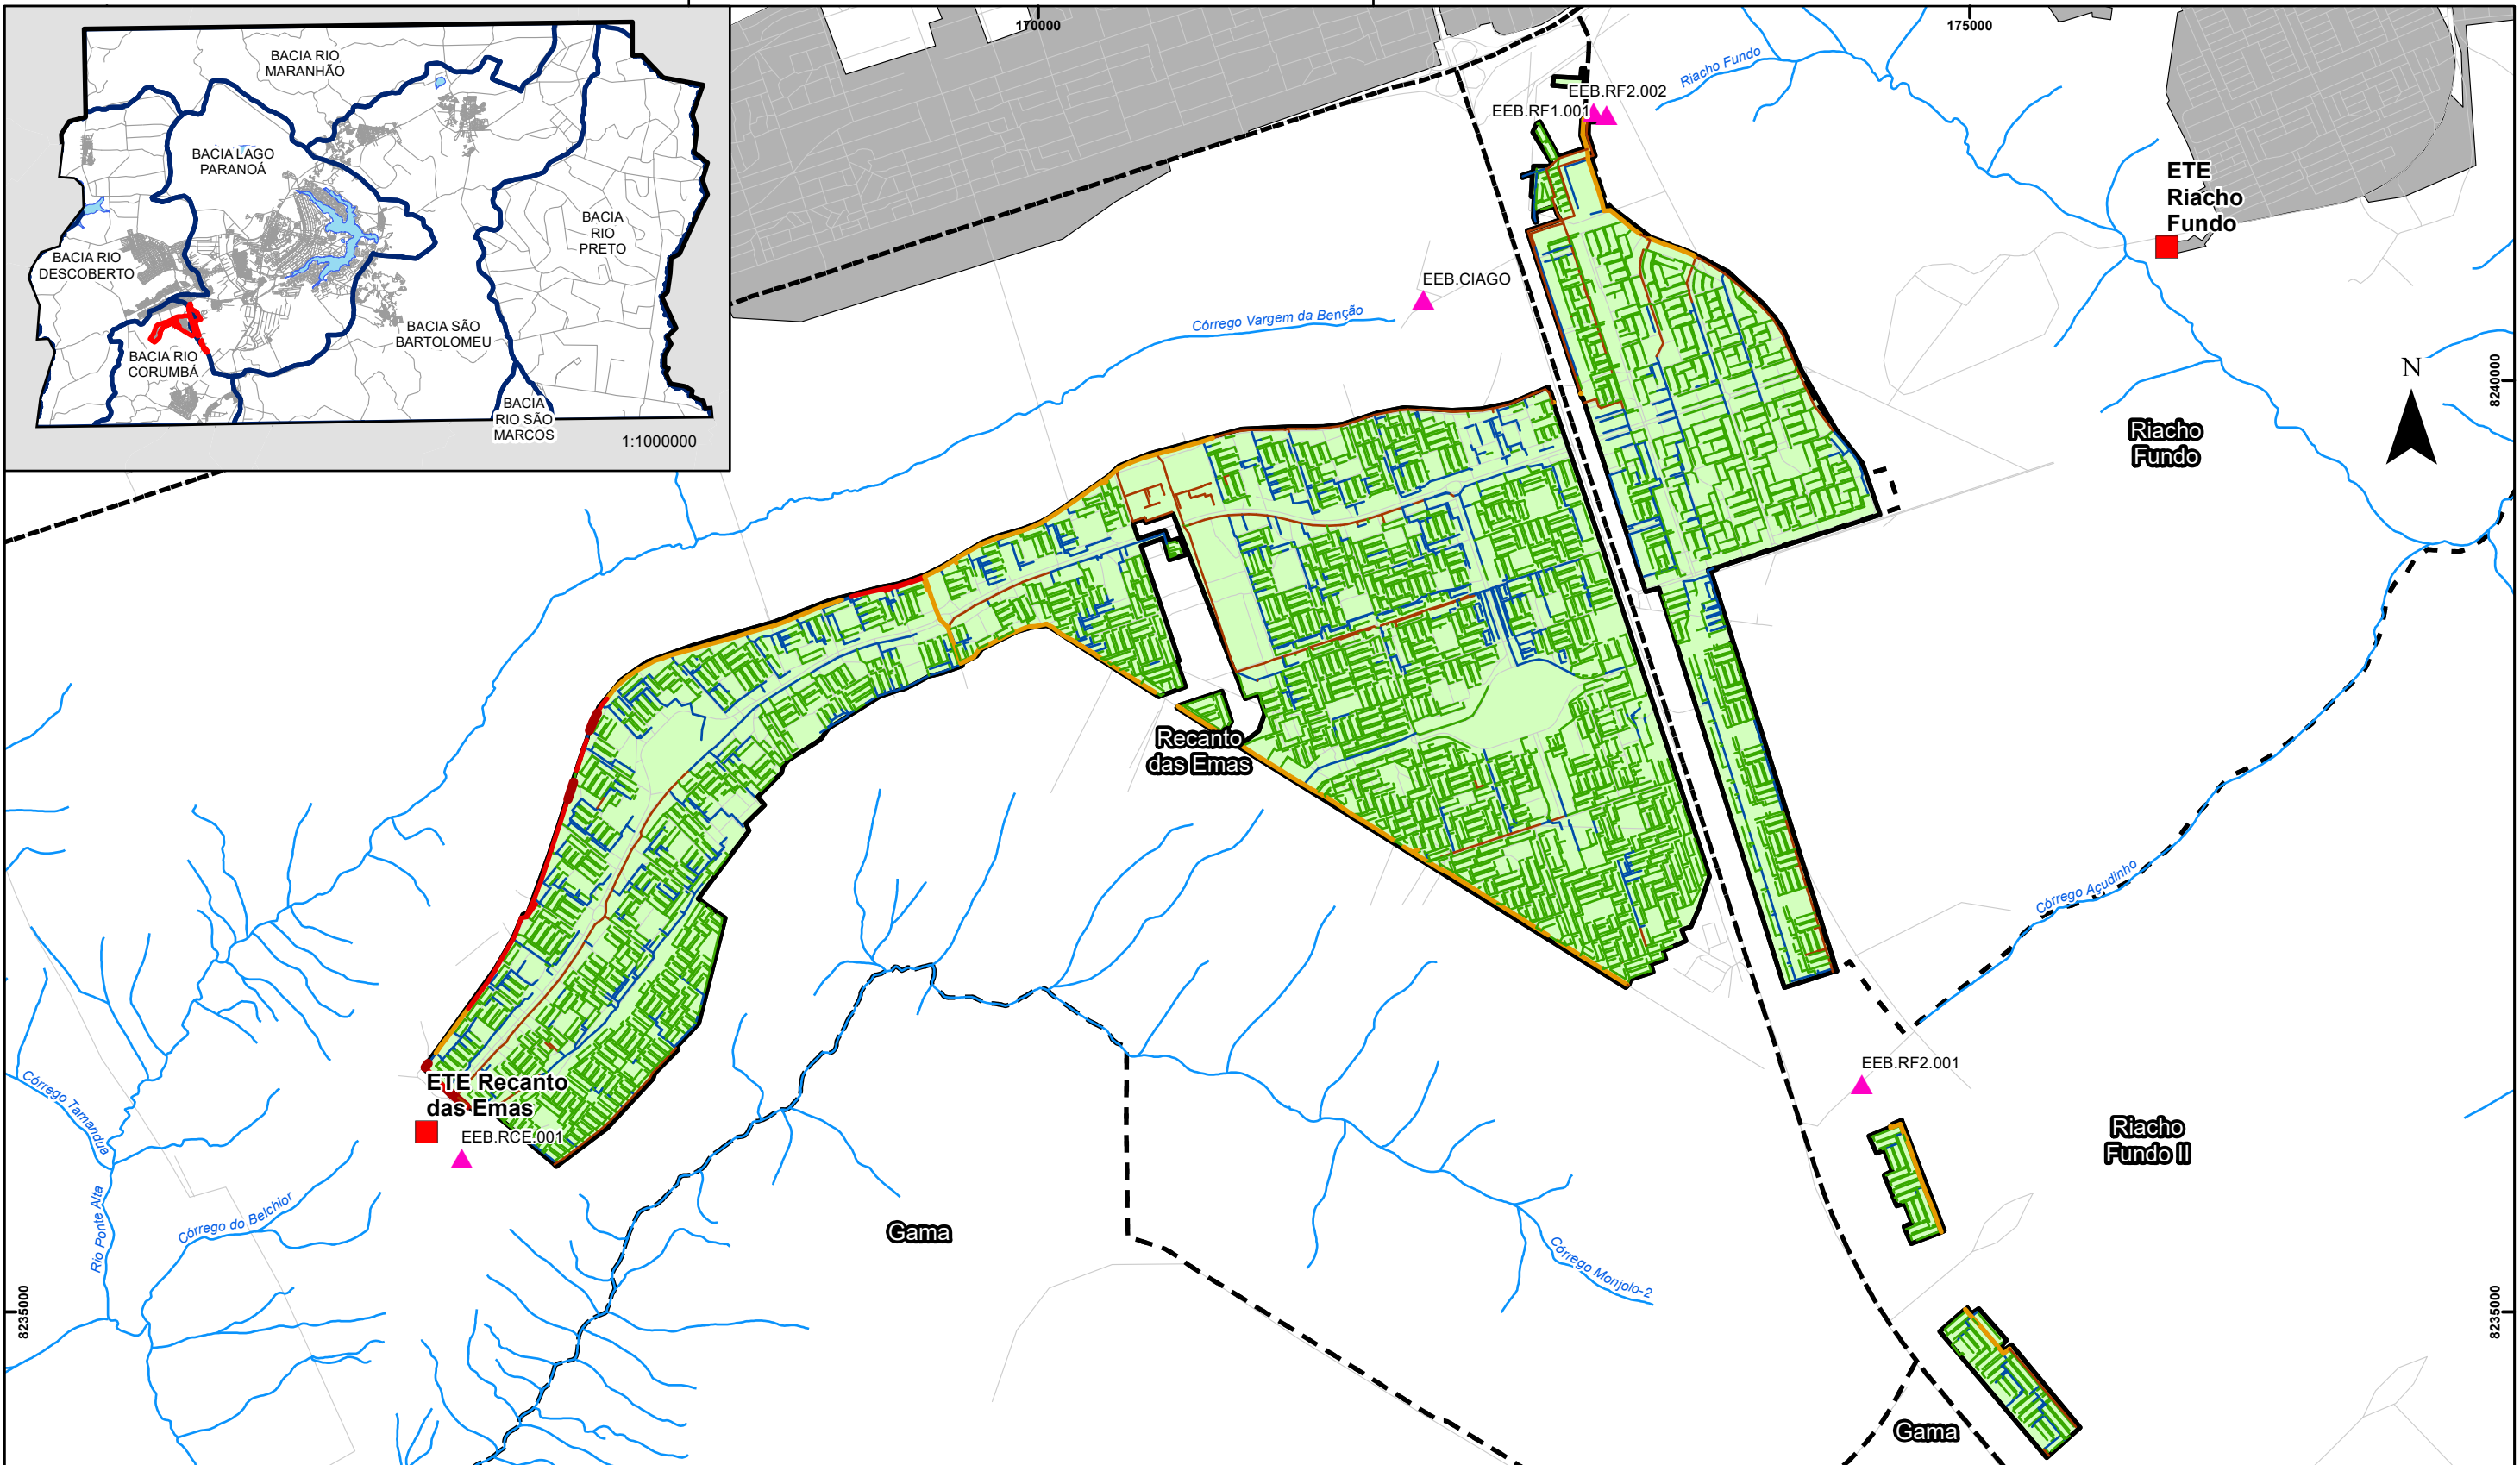 170000
175000
BACIA RIO
MARANHÃO
BACIA LAGO
PARANOÁ
BACIA
RIO
PRETO
BACIA RIO
DESCOBERTO
BACIA SÃO
BARTOLOMEU
BACIA RIO
CORUMBÁ
BACIA
RIO SÃO
MARCOS
1:1000000
Riacho Fundo
EEB.RF2.002
EEB.RF1.001
ETE
Riacho
Fundo
EEB.CIAGO
Córrego Vargem da Benção
N
8240000
Riacho
Fundo
Recanto
das Emas
Córrego Açudinho
EEB.RF2.001
ETE Recanto
das Emas
EEB.RCE.001
Córrego Tamandua
Rio Ponte Alta
Córrego do Belchior
Riacho
Fundo II
Gama
Córrego Monjolo-2
8235000
8235000
Gama